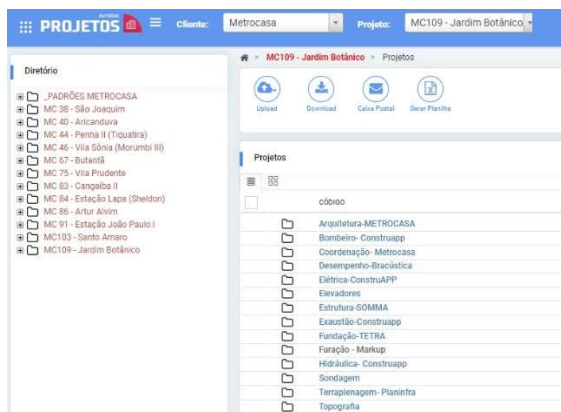 PROJETOS
Cliente: Metrocasa Projeto: MC109 - Jardim Botânico
MC109 - Jardim Botânico > Projetos
Diretório
_PADRÕES METROCASA
MC 38 - São Joaquim
MC 40 - Aricanduva
MC 44 - Penha II (Tiquatira)
MC 46 - Vila Sônia (Morumbi III)
MC 67 - Butantã
MC 75 - Vila Prudente
MC 83 - Cangaíba II
MC 84 - Estação Lapa (Sheldon)
MC 86 - Artur Alvim
MC 91 - Estação João Paulo I
MC103 - Santo Amaro
MC109 - Jardim Botânico
Upload Download Caixa Postal Gerar Planilha
Projetos
CÓDIGO
Arquitetura-METROCASA
Bombeiro- Construapp
Coordenação- Metrocasa
Desempenho-Bracústica
Elétrica-ConstruAPP
Elevadores
Estrutura-SOMMA
Exaustão-Construapp
Fundação-TETRA
Furação - Markup
Hidráulica- Construapp
Sondagem
Terraplenagem- Planinfra
Topografia